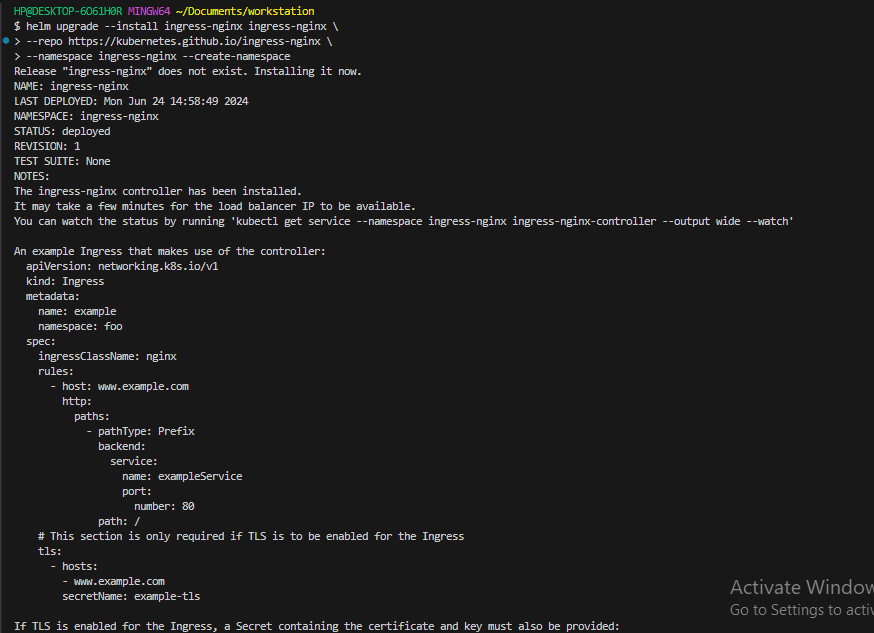 HP@DESKTOP-6O61H0R MINGW64 ~/Documents/workstation
$ helm upgrade --install ingress-nginx ingress-nginx \
> --repo https://kubernetes.github.io/ingress-nginx \
> --namespace ingress-nginx --create-namespace
Release "ingress-nginx" does not exist. Installing it now.
NAME: ingress-nginx
LAST DEPLOYED: Mon Jun 24 14:58:49 2024
NAMESPACE: ingress-nginx
STATUS: deployed
REVISION: 1
TEST SUITE: None
NOTES:
The ingress-nginx controller has been installed.
It may take a few minutes for the load balancer IP to be available.
You can watch the status by running 'kubectl get service --namespace ingress-nginx ingress-nginx-controller --output wide --watch'

An example Ingress that makes use of the controller:
  apiVersion: networking.k8s.io/v1
  kind: Ingress
  metadata:
    name: example
    namespace: foo
  spec:
    ingressClassName: nginx
    rules:
      - host: www.example.com
        http:
          paths:
            - pathType: Prefix
              backend:
                service:
                  name: exampleService
                  port:
                    number: 80
              path: /
    # This section is only required if TLS is to be enabled for the Ingress
    tls:
      - hosts:
        - www.example.com
        secretName: example-tls

If TLS is enabled for the Ingress, a Secret containing the certificate and key must also be provided:
Activate Window
Go to Settings to activ